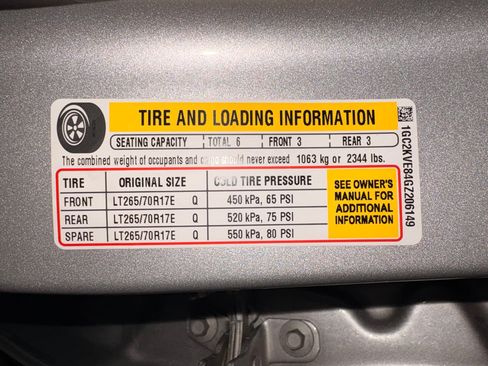 TIRE AND LOADING INFORMATION
SEATING CAPACITY TOTAL 6 FRONT 3 REAR 3
The combined weight of occupants and cargo should never exceed 1063 kg or 2344 lbs.
TIRE ORIGINAL SIZE COLD TIRE PRESSURE
FRONT LT265/70R17E Q 450 kPa, 65 PSI
REAR LT265/70R17E Q 520 kPa, 75 PSI
SPARE LT265/70R17E Q 550 kPa, 80 PSI
SEE OWNER'S
MANUAL FOR
ADDITIONAL
INFORMATION
1GC2KVE84GZ206149